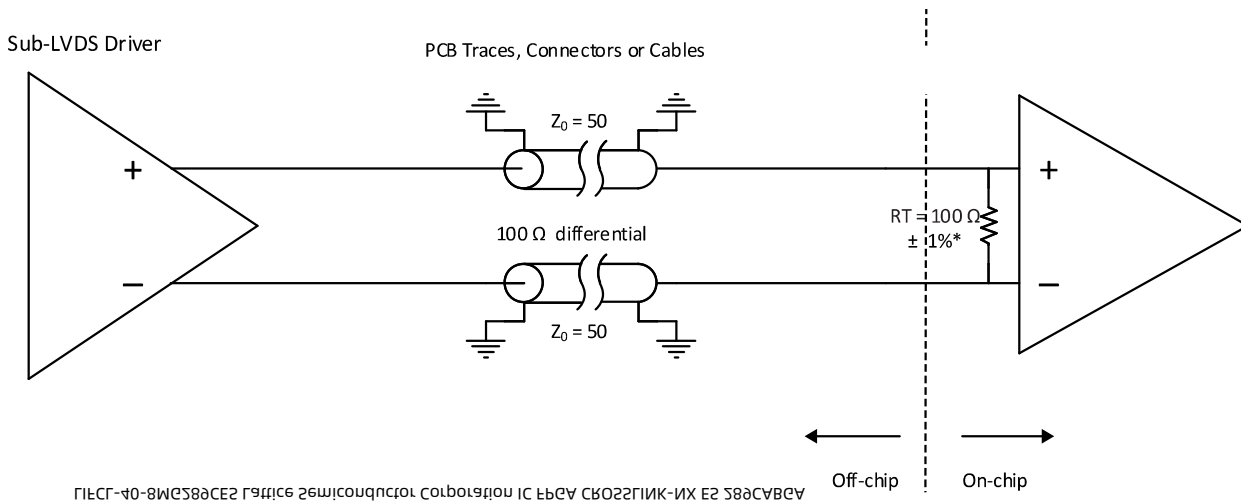 Sub-LVDS Driver
PCB Traces, Connectors or Cables
Z₀ = 50
+
+
RT = 100 Ω
± 1%*
100 Ω differential
−
−
Z₀ = 50
Off-chip
On-chip
LIFCL-40-8MG289CES Lattice Semiconductor Corporation IC FPGA CROSSLINK-NX ES 289CABGA